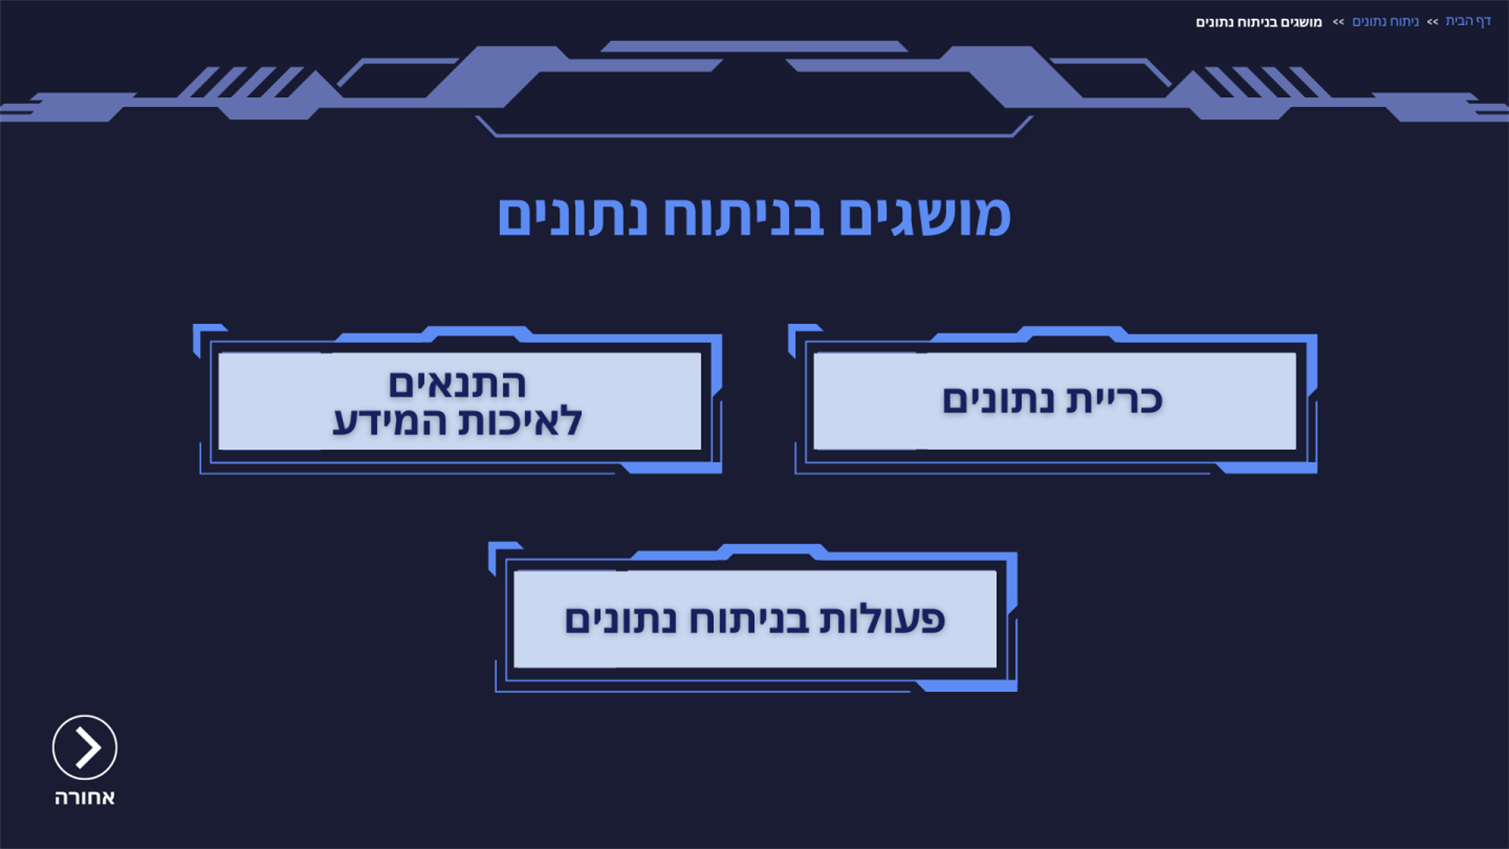 דף הבית >> ניתוח נתונים >> מושגים בניתוח נתונים
מושגים בניתוח נתונים
כריית נתונים
התנאים
לאיכות המידע
פעולות בניתוח נתונים
אחורה